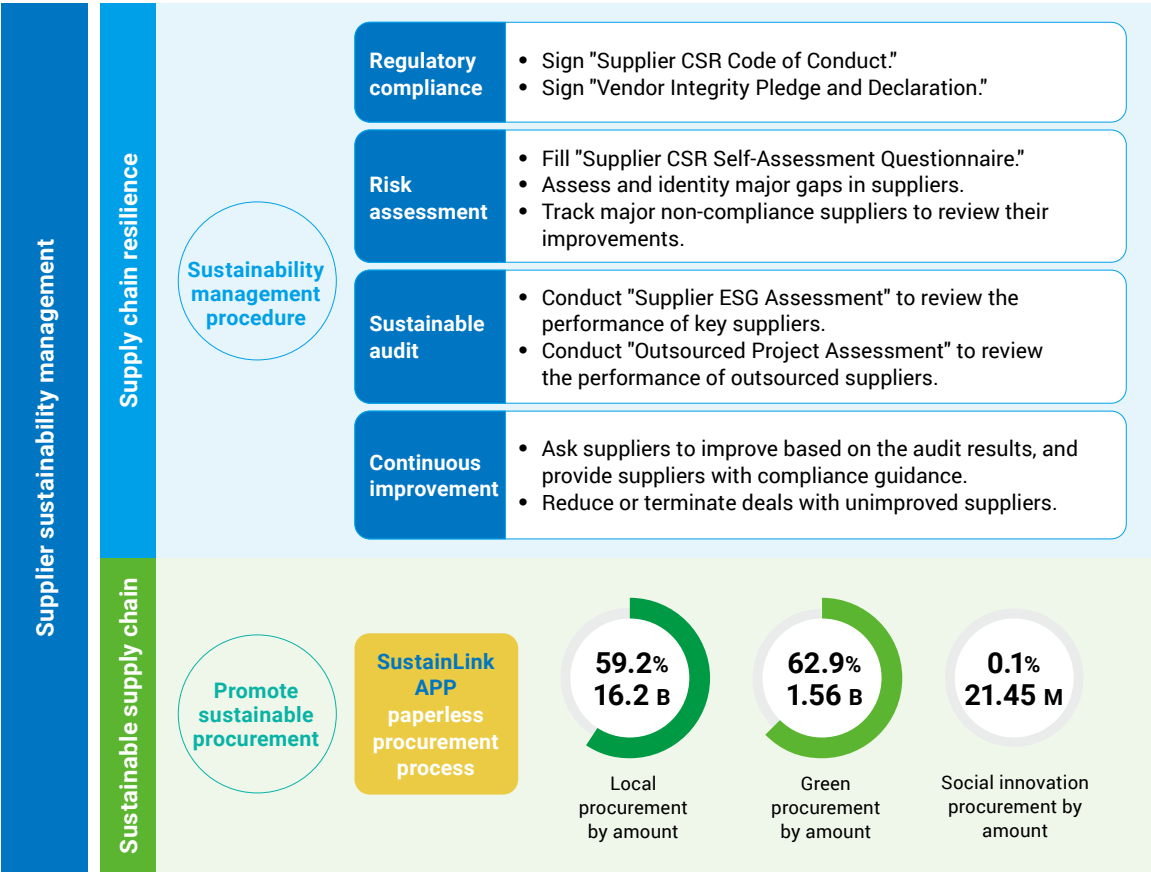 Supplier sustainability management
Supply chain resilience
Sustainability
management
procedure
Regulatory
compliance
• Sign "Supplier CSR Code of Conduct."
• Sign "Vendor Integrity Pledge and Declaration."
Risk
assessment
• Fill "Supplier CSR Self-Assessment Questionnaire."
• Assess and identity major gaps in suppliers.
• Track major non-compliance suppliers to review their
improvements.
Sustainable
audit
• Conduct "Supplier ESG Assessment" to review the
performance of key suppliers.
• Conduct "Outsourced Project Assessment" to review
the performance of outsourced suppliers.
Continuous
improvement
• Ask suppliers to improve based on the audit results, and
provide suppliers with compliance guidance.
• Reduce or terminate deals with unimproved suppliers.
Sustainable supply chain
Promote
sustainable
procurement
SustainLink
APP
paperless
procurement
process
59.2%
16.2 B
Local
procurement
by amount
62.9%
1.56 B
Green
procurement
by amount
0.1%
21.45 M
Social innovation
procurement by
amount